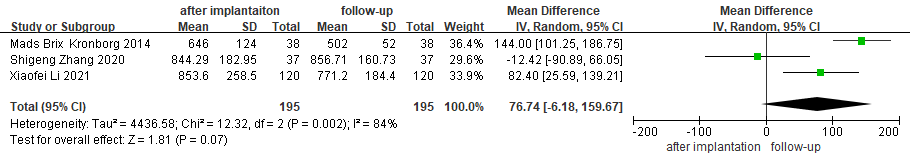 after implantaiton follow-up Mean Difference Mean Difference
Study or Subgroup Mean SD Total Mean SD Total Weight IV, Random, 95% CI IV, Random, 95% CI
Mads Brix Kronborg 2014 646 124 38 502 52 38 36.4% 144.00 [101.25, 186.75]
Shigeng Zhang 2020 844.29 182.95 37 856.71 160.73 37 29.6% -12.42 [-90.89, 66.05]
Xiaofei Li 2021 853.6 258.5 120 771.2 184.4 120 33.9% 82.40 [25.59, 139.21]
Total (95% CI) 195 195 100.0% 76.74 [-6.18, 159.67]
Heterogeneity: Tau² = 4436.58; Chi² = 12.32, df = 2 (P = 0.002); I² = 84%
Test for overall effect: Z = 1.81 (P = 0.07)
-200 -100 0 100 200
after implantation follow-up